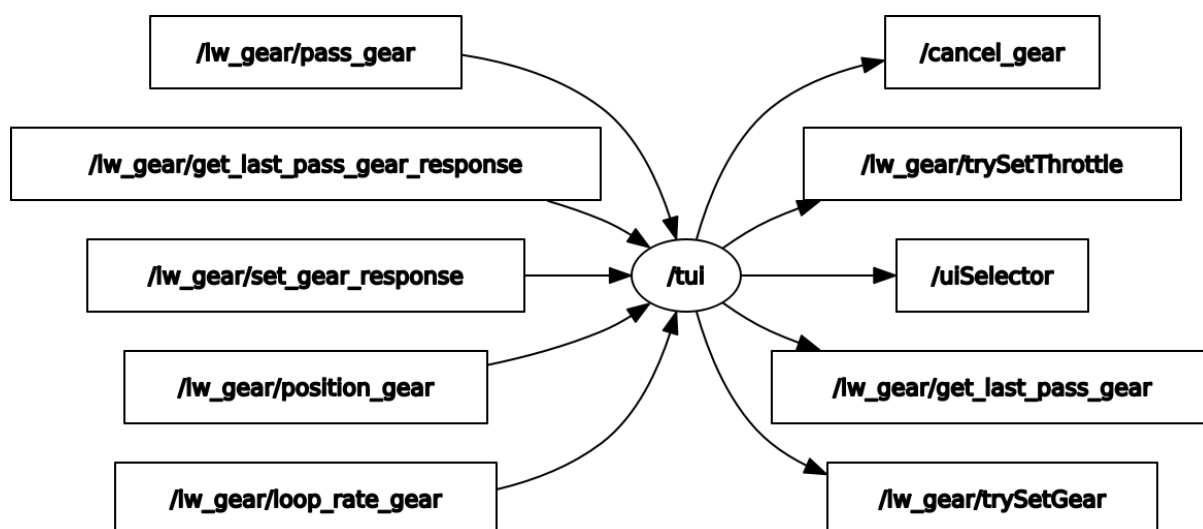 /lw_gear/pass_gear
/cancel_gear
/lw_gear/get_last_pass_gear_response
/lw_gear/trySetThrottle
/lw_gear/set_gear_response
/tui
/uiSelector
/lw_gear/position_gear
/lw_gear/get_last_pass_gear
/lw_gear/loop_rate_gear
/lw_gear/trySetGear